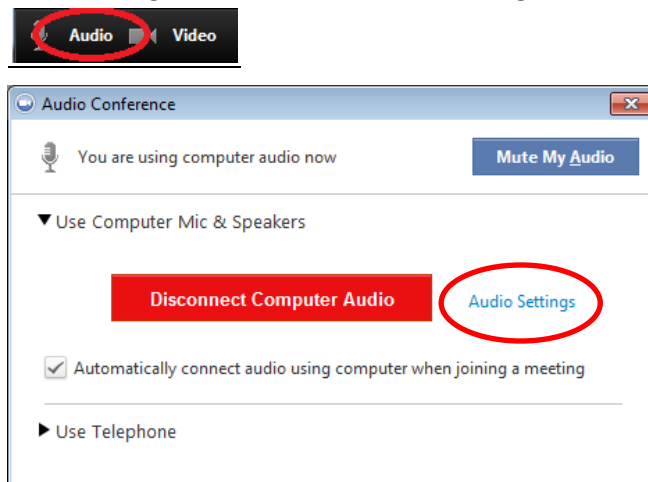 Audio Video
Audio Conference
You are using computer audio now
Mute My Audio
Use Computer Mic & Speakers
Disconnect Computer Audio
Audio Settings
Automatically connect audio using computer when joining a meeting
Use Telephone